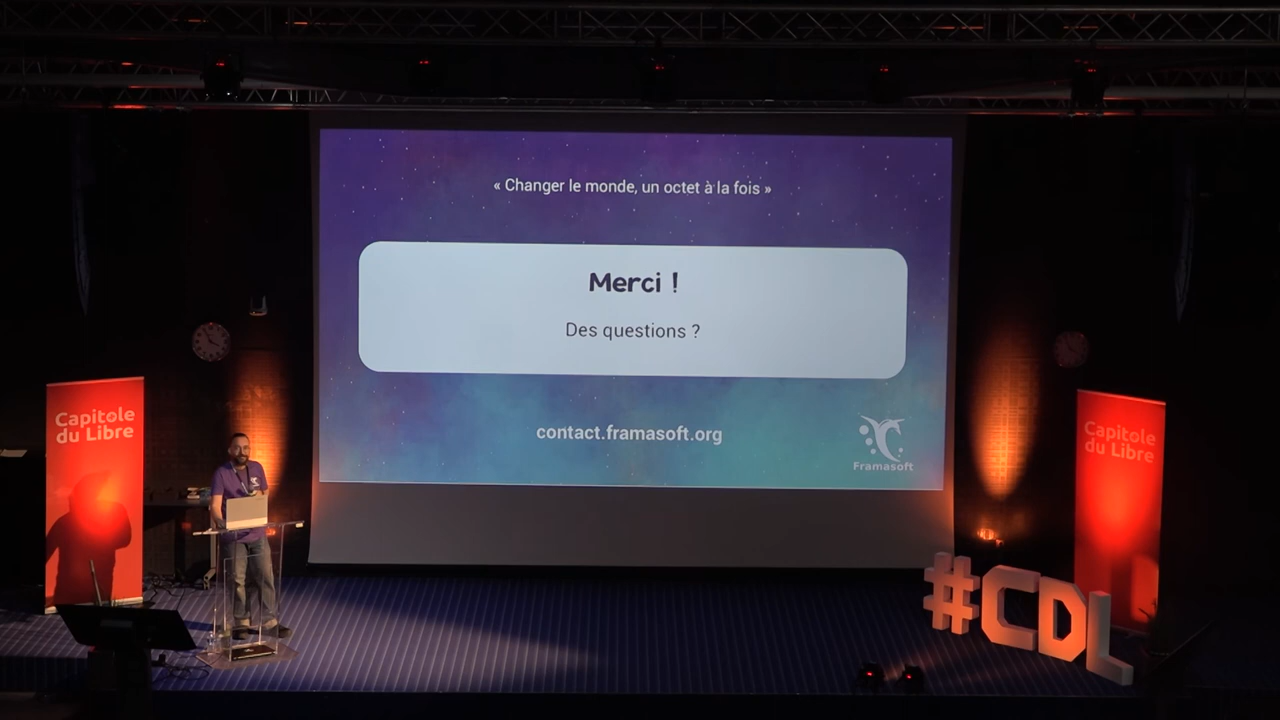 « Changer le monde, un octet à la fois »
Merci !
Des questions ?
contact.framasoft.org
Framasoft
Capitole
du Libre
Capitole
du Libre
#CDL